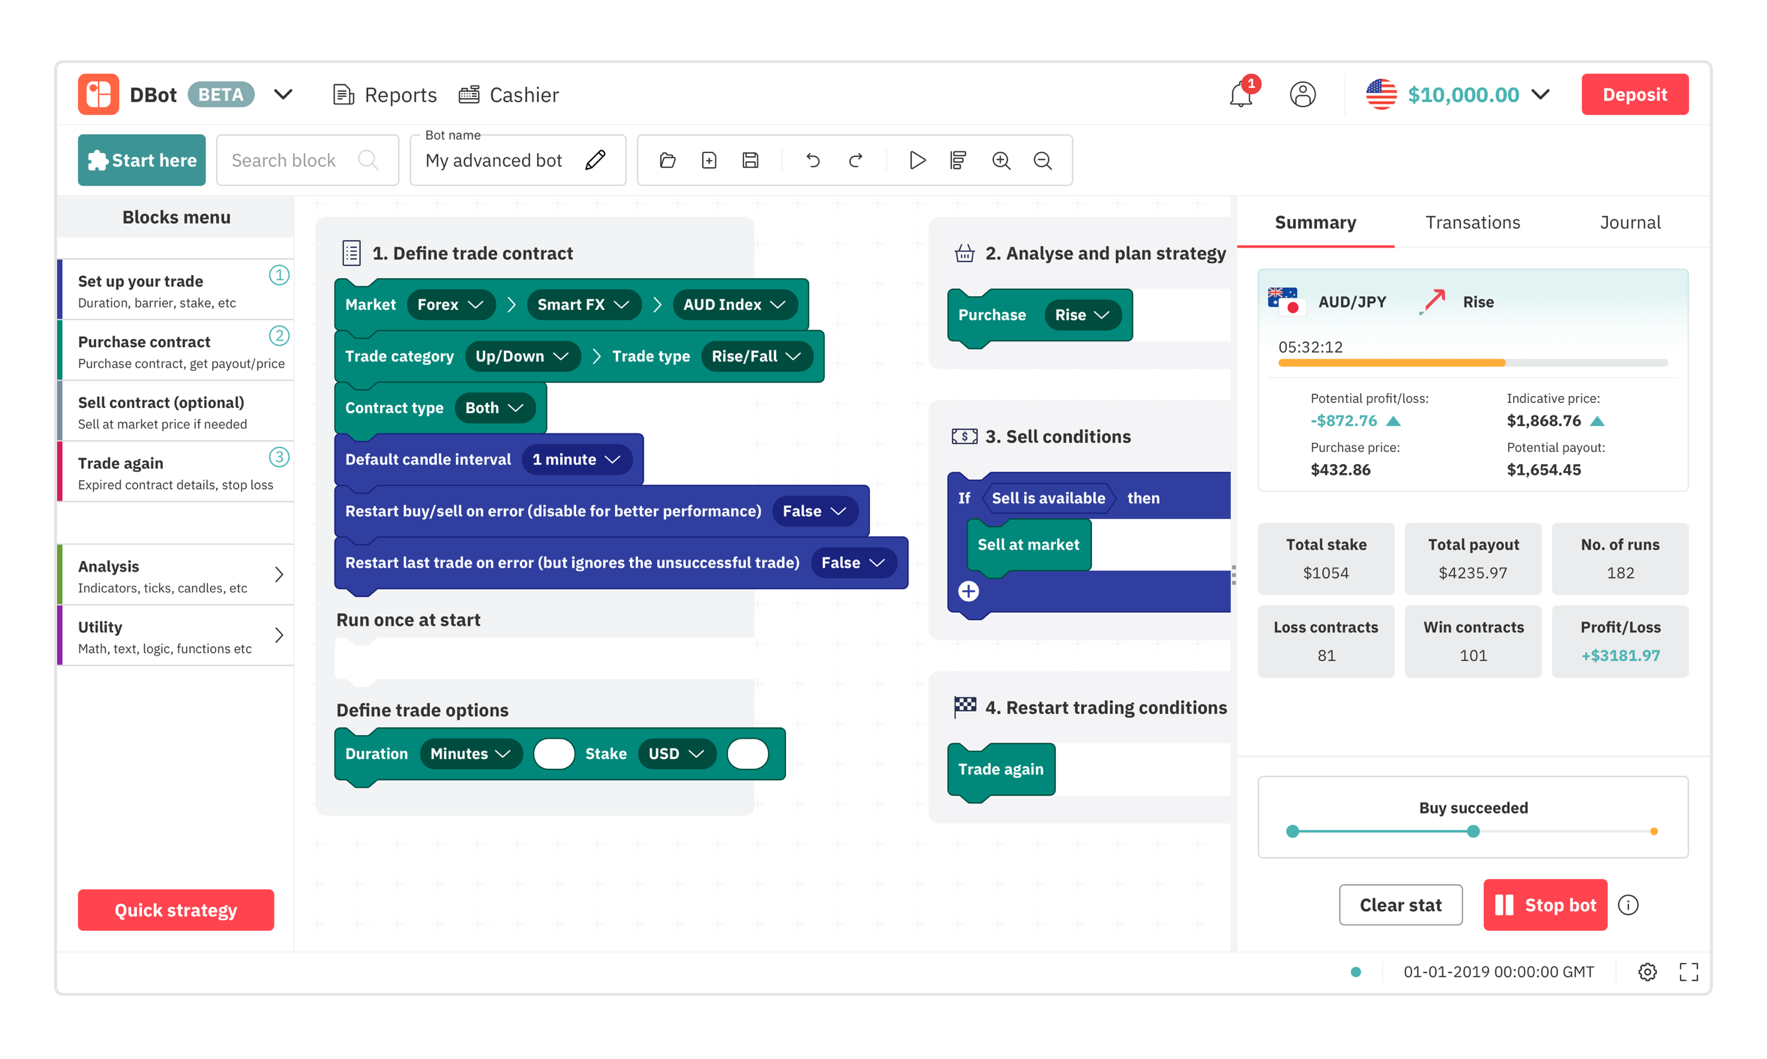 DBot BETA
Reports
Cashier
1
$10,000.00
Deposit
Start here
Search block
Bot name
My advanced bot
Blocks menu
Set up your trade
1
Duration, barrier, stake, etc
Purchase contract
2
Purchase contract, get payout/price
Sell contract (optional)
Sell at market price if needed
Trade again
3
Expired contract details, stop loss
Analysis
Indicators, ticks, candles, etc
Utility
Math, text, logic, functions etc
Quick strategy
1. Define trade contract
Market Forex Smart FX AUD Index
Trade category Up/Down Trade type Rise/Fall
Contract type Both
Default candle interval 1 minute
Restart buy/sell on error (disable for better performance) False
Restart last trade on error (but ignores the unsuccessful trade) False
Run once at start
Define trade options
Duration Minutes Stake USD
2. Analyse and plan strategy
Purchase Rise
3. Sell conditions
If Sell is available then
Sell at market
4. Restart trading conditions
Trade again
Summary
Transations
Journal
AUD/JPY
Rise
05:32:12
Potential profit/loss:
-$872.76
Indicative price:
$1,868.76
Purchase price:
$432.86
Potential payout:
$1,654.45
Total stake
$1054
Total payout
$4235.97
No. of runs
182
Loss contracts
81
Win contracts
101
Profit/Loss
+$3181.97
Buy succeeded
Clear stat
Stop bot
01-01-2019 00:00:00 GMT